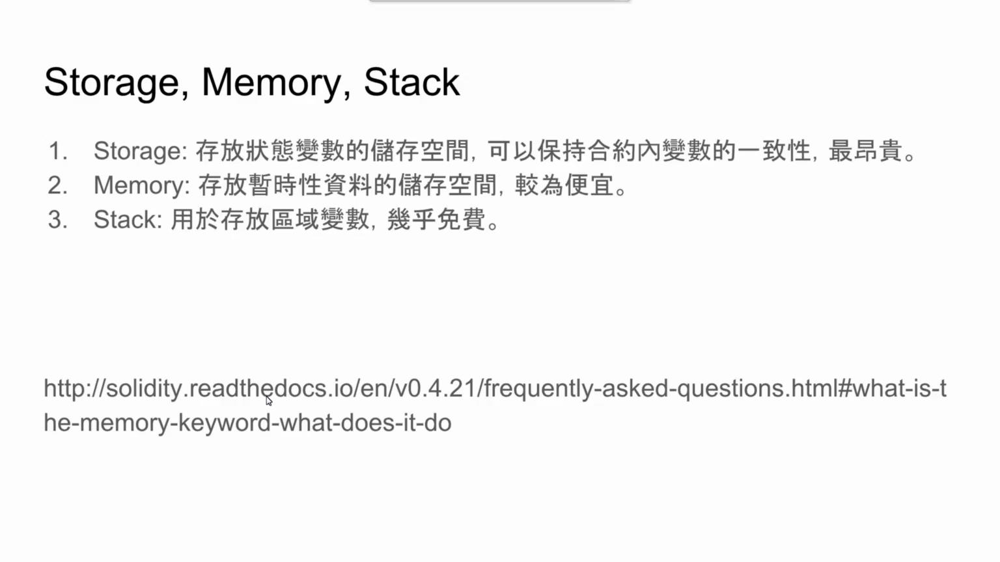 Storage, Memory, Stack
1. Storage: 存放狀態變數的儲存空間, 可以保持合約內變數的一致性, 最昂貴。
2. Memory: 存放暫時性資料的儲存空間, 較為便宜。
3. Stack: 用於存放區域變數, 幾乎免費。
http://solidity.readthedocs.io/en/v0.4.21/frequently-asked-questions.html#what-is-t
he-memory-keyword-what-does-it-do